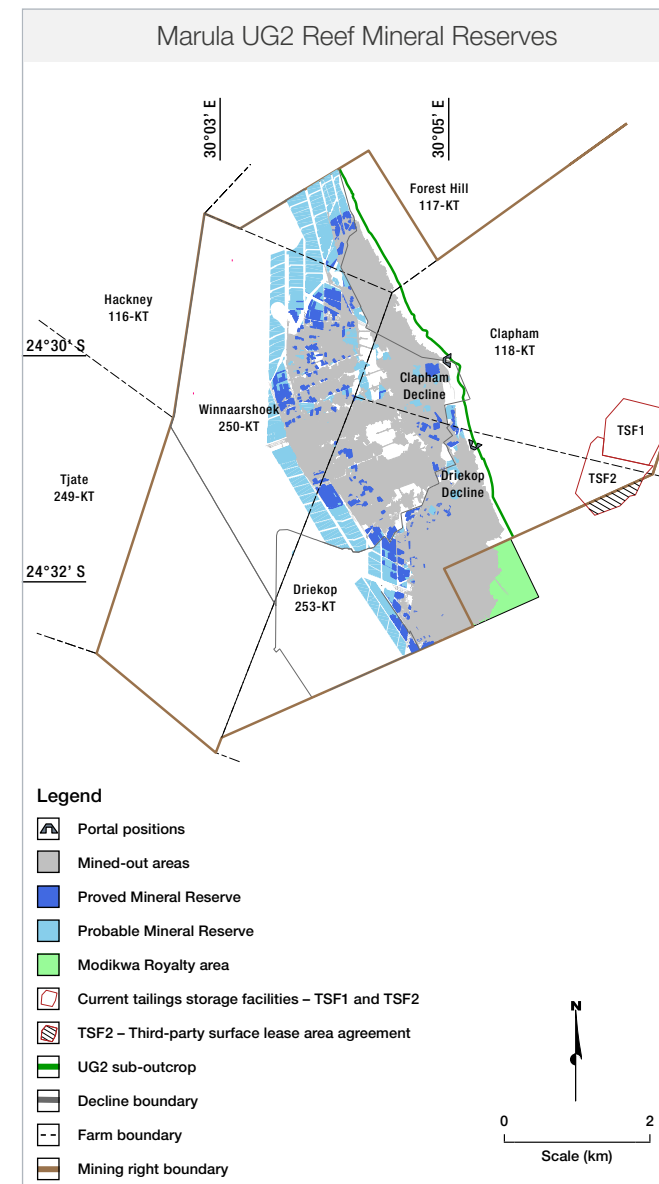 Marula UG2 Reef Mineral Reserves
30°03' E
30°05' E
Forest Hill
117-KT
Hackney
116-KT
Clapham
118-KT
24°30' S
Clapham
Decline
Winnaarshoek
250-KT
TSF1
Tjate
249-KT
TSF2
Driekop
Decline
24°32' S
Driekop
253-KT
Legend
Portal positions
Mined-out areas
Proved Mineral Reserve
Probable Mineral Reserve
Modikwa Royalty area
Current tailings storage facilities – TSF1 and TSF2
TSF2 – Third-party surface lease area agreement
UG2 sub-outcrop
Decline boundary
Farm boundary
Mining right boundary
N
0 2
Scale (km)